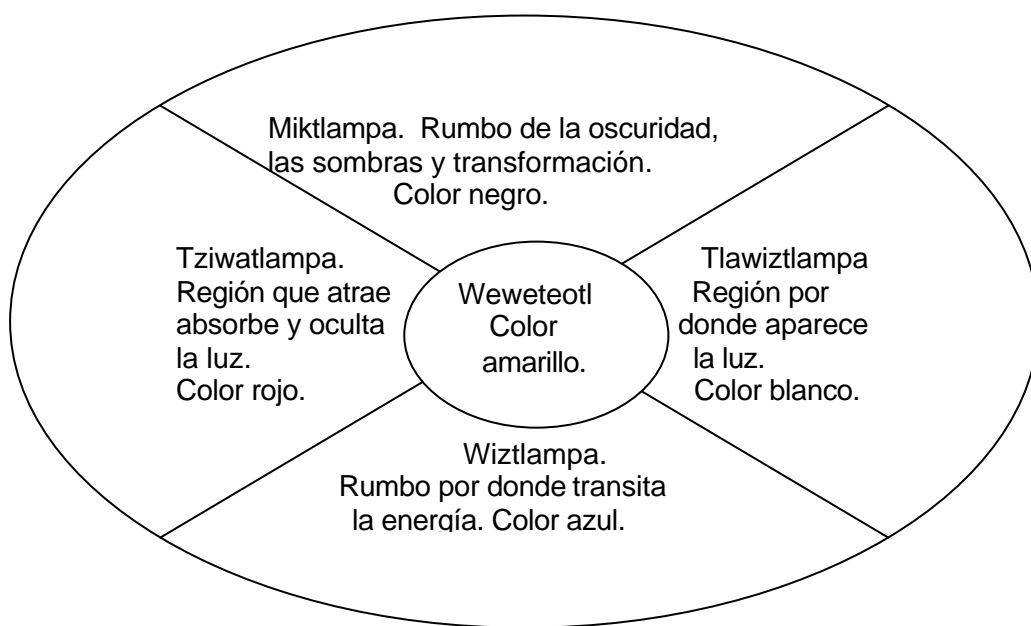 Miktlampa. Rumbo de la oscuridad,
las sombras y transformación.
Color negro.
Tziwatlampa.
Región que atrae
absorbe y oculta
la luz.
Color rojo.
Weweteotl
Color
amarillo.
Tlawiztlampa
Región por
donde aparece
la luz.
Color blanco.
Wiztlampa.
Rumbo por donde transita
la energía. Color azul.